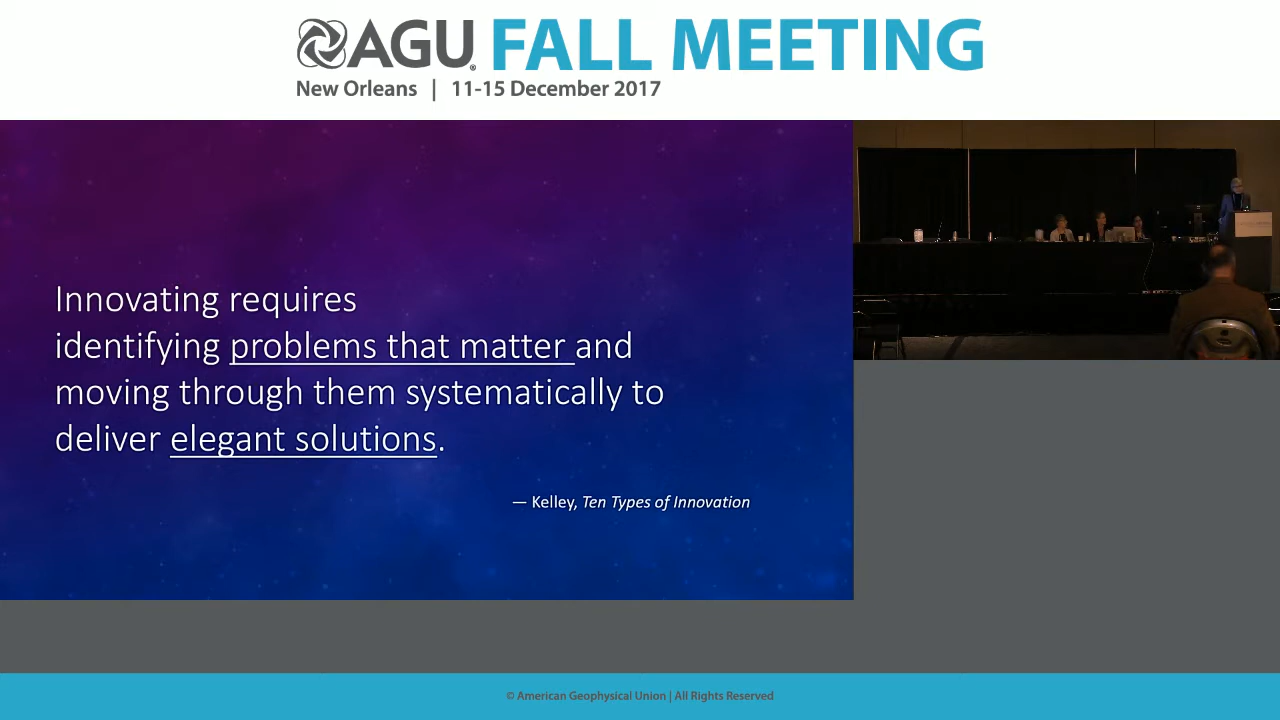 AGU FALL MEETING
New Orleans | 11-15 December 2017
Innovating requires
identifying problems that matter and
moving through them systematically to
deliver elegant solutions.
— Kelley, Ten Types of Innovation
© American Geophysical Union | All Rights Reserved